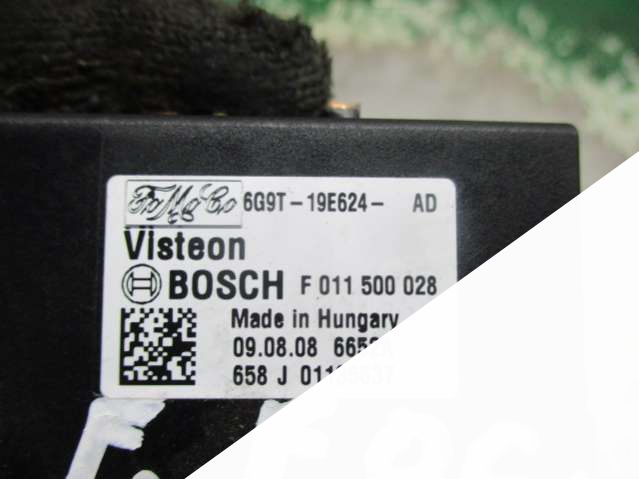 FoMoCo 6G9T-19E624- AD
Visteon
BOSCH F 011 500 028
Made in Hungary
09.08.08
658 J